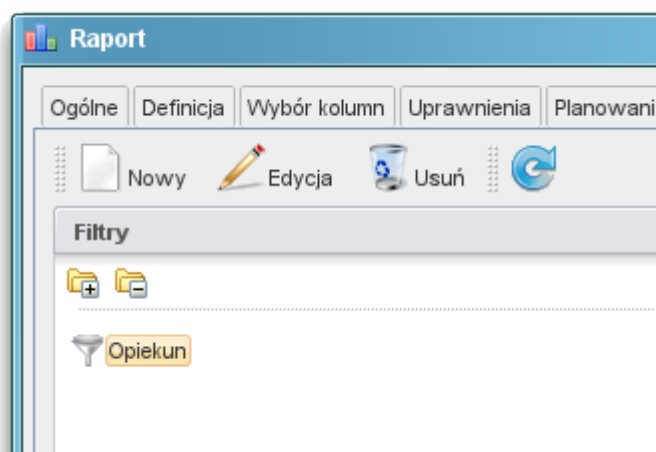 Raport
Ogólne Definicja Wybór kolumn Uprawnienia Planowani
Nowy Edycja Usuń
Filtry
Opiekun